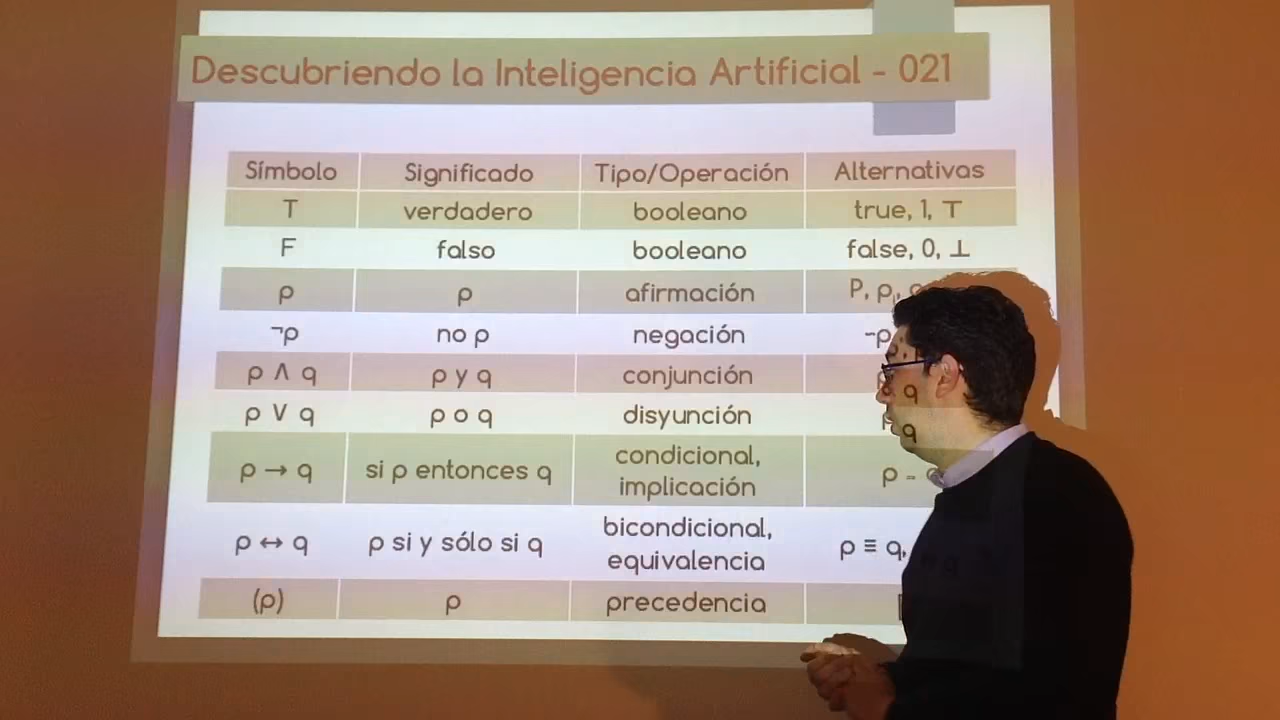 Descubriendo la Inteligencia Artificial - 021
Símbolo Significado Tipo/Operación Alternativas
T verdadero booleano true, 1, ⊤
F falso booleano false, 0, ⊥
p p afirmación P, p
¬p no p negación ~p
p ∧ q p y q conjunción
p ∨ q p o q disyunción
p → q si p entonces q condicional, implicación p
p ↔ q p si y sólo si q bicondicional, equivalencia p ≡ q,
(p) p precedencia